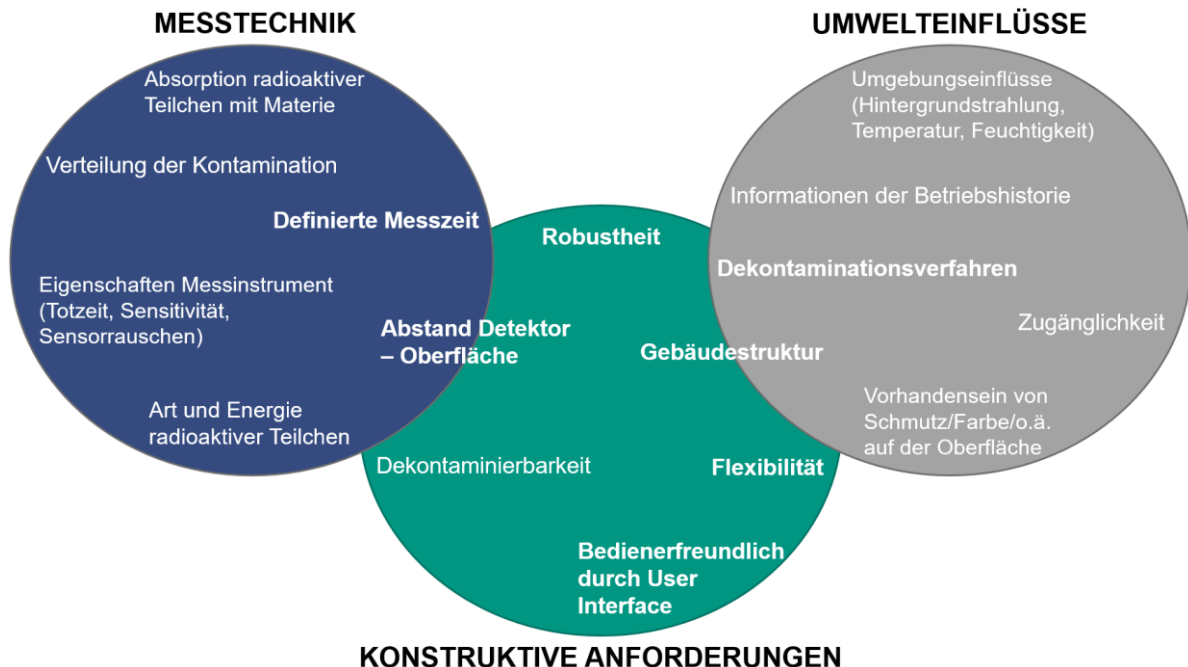 MESSTECHNIK
Absorption radioaktiver
Teilchen mit Materie
Verteilung der Kontamination
Definierte Messzeit
Eigenschaften Messinstrument
(Totzeit, Sensitivität,
Sensorrauschen)
Abstand Detektor
– Oberfläche
Art und Energie
radioaktiver Teilchen
UMWELTEINFLÜSSE
Umgebungseinflüsse
(Hintergrundstrahlung,
Temperatur, Feuchtigkeit)
Informationen der Betriebshistorie
Dekontaminationsverfahren
Zugänglichkeit
Gebäudestruktur
Vorhandensein von
Schmutz/Farbe/o.ä.
auf der Oberfläche
Robustheit
Dekontaminierbarkeit
Flexibilität
Bedienerfreundlich
durch User
Interface
KONSTRUKTIVE ANFORDERUNGEN